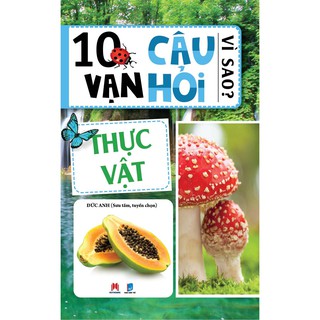 10 CÂU
VẠN HỎI
VÌ SAO?
THỰC
VẬT
ĐỨC ANH (Sưu tầm, tuyển chọn)